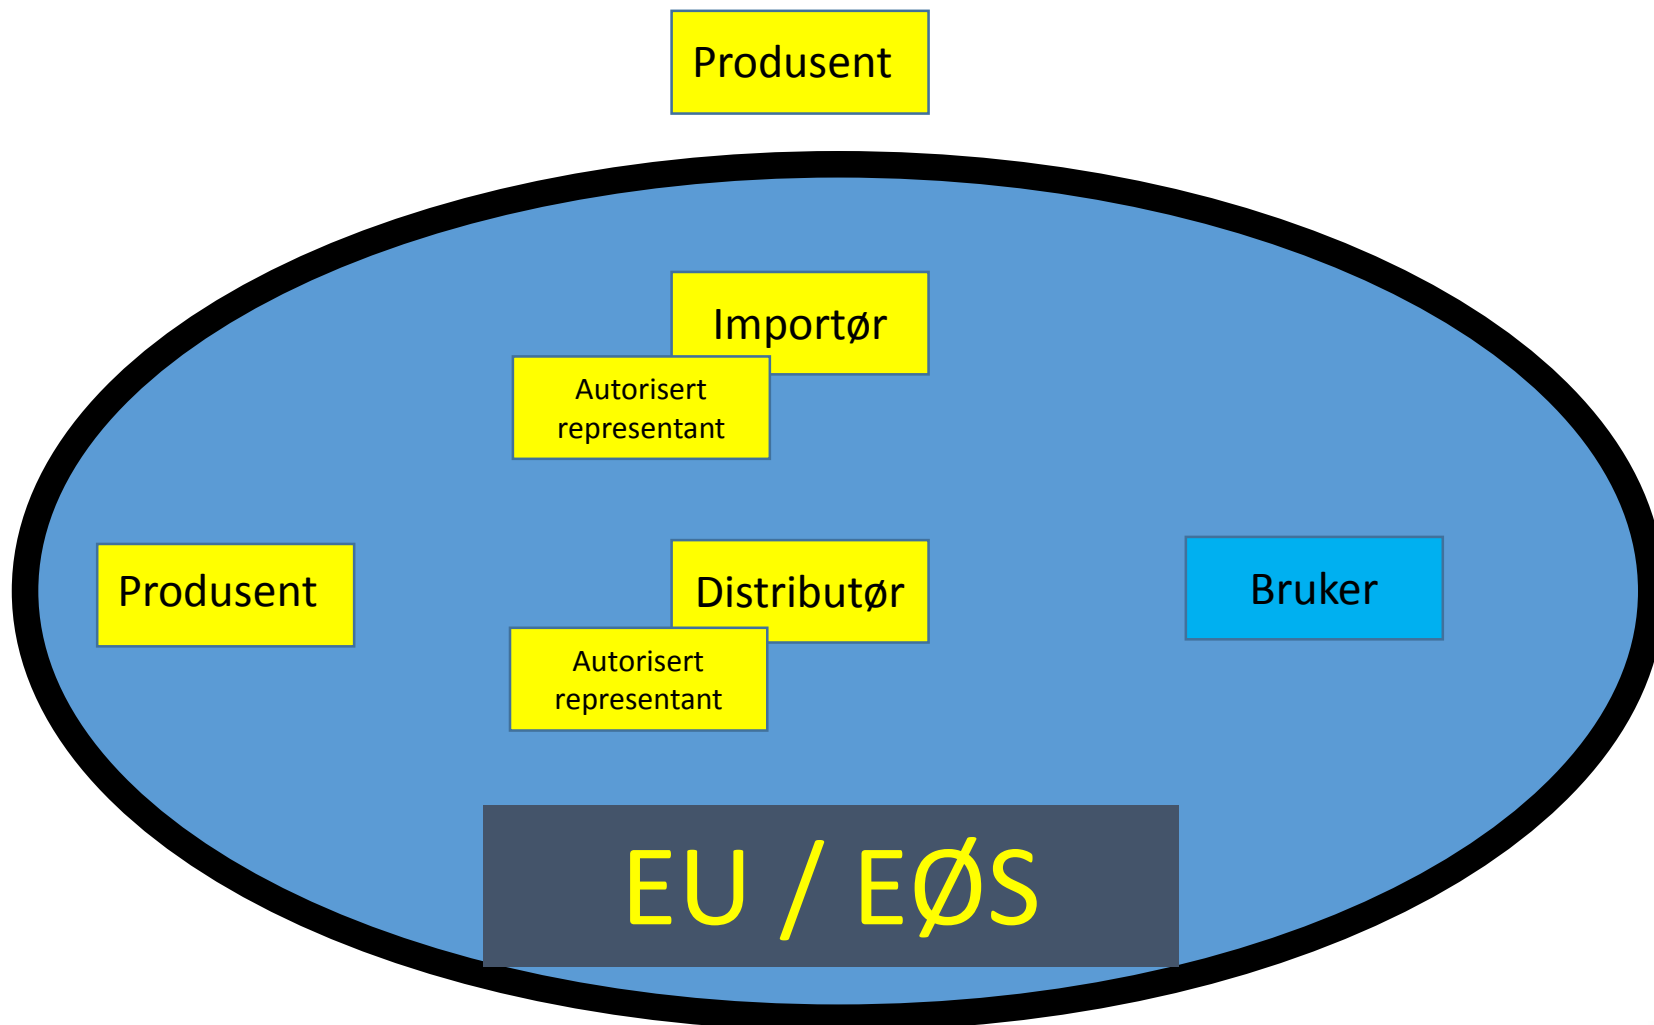 Produsent
Importør
Autorisert
representant
Produsent
Distributør
Bruker
Autorisert
representant
EU / EØS